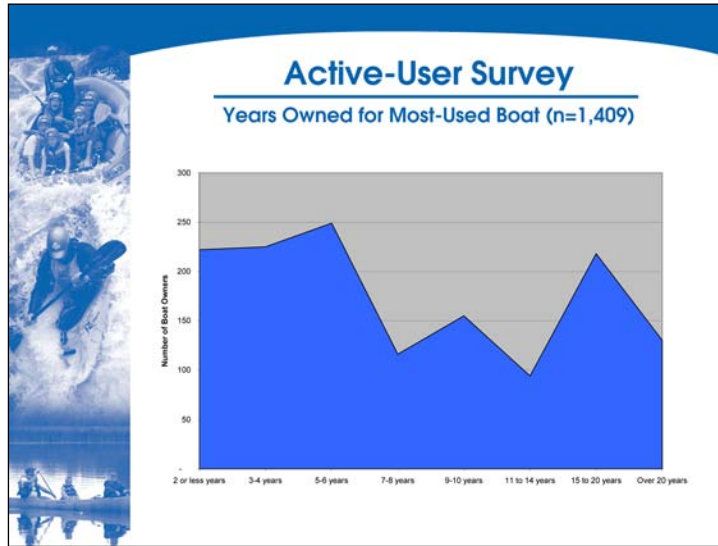 Active-User Survey
Years Owned for Most-Used Boat (n=1,409)
300
250
200
150
100
50
-
Number of Boat Owners
2 or less years 3-4 years 5-6 years 7-8 years 9-10 years 11 to 14 years 15 to 20 years Over 20 years